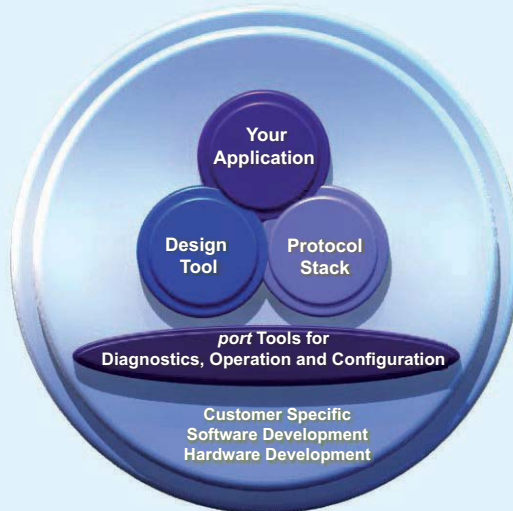 Your
Application
Design
Tool
Protocol
Stack
port Tools for
Diagnostics, Operation and Configuration
Customer Specific
Software Development
Hardware Development